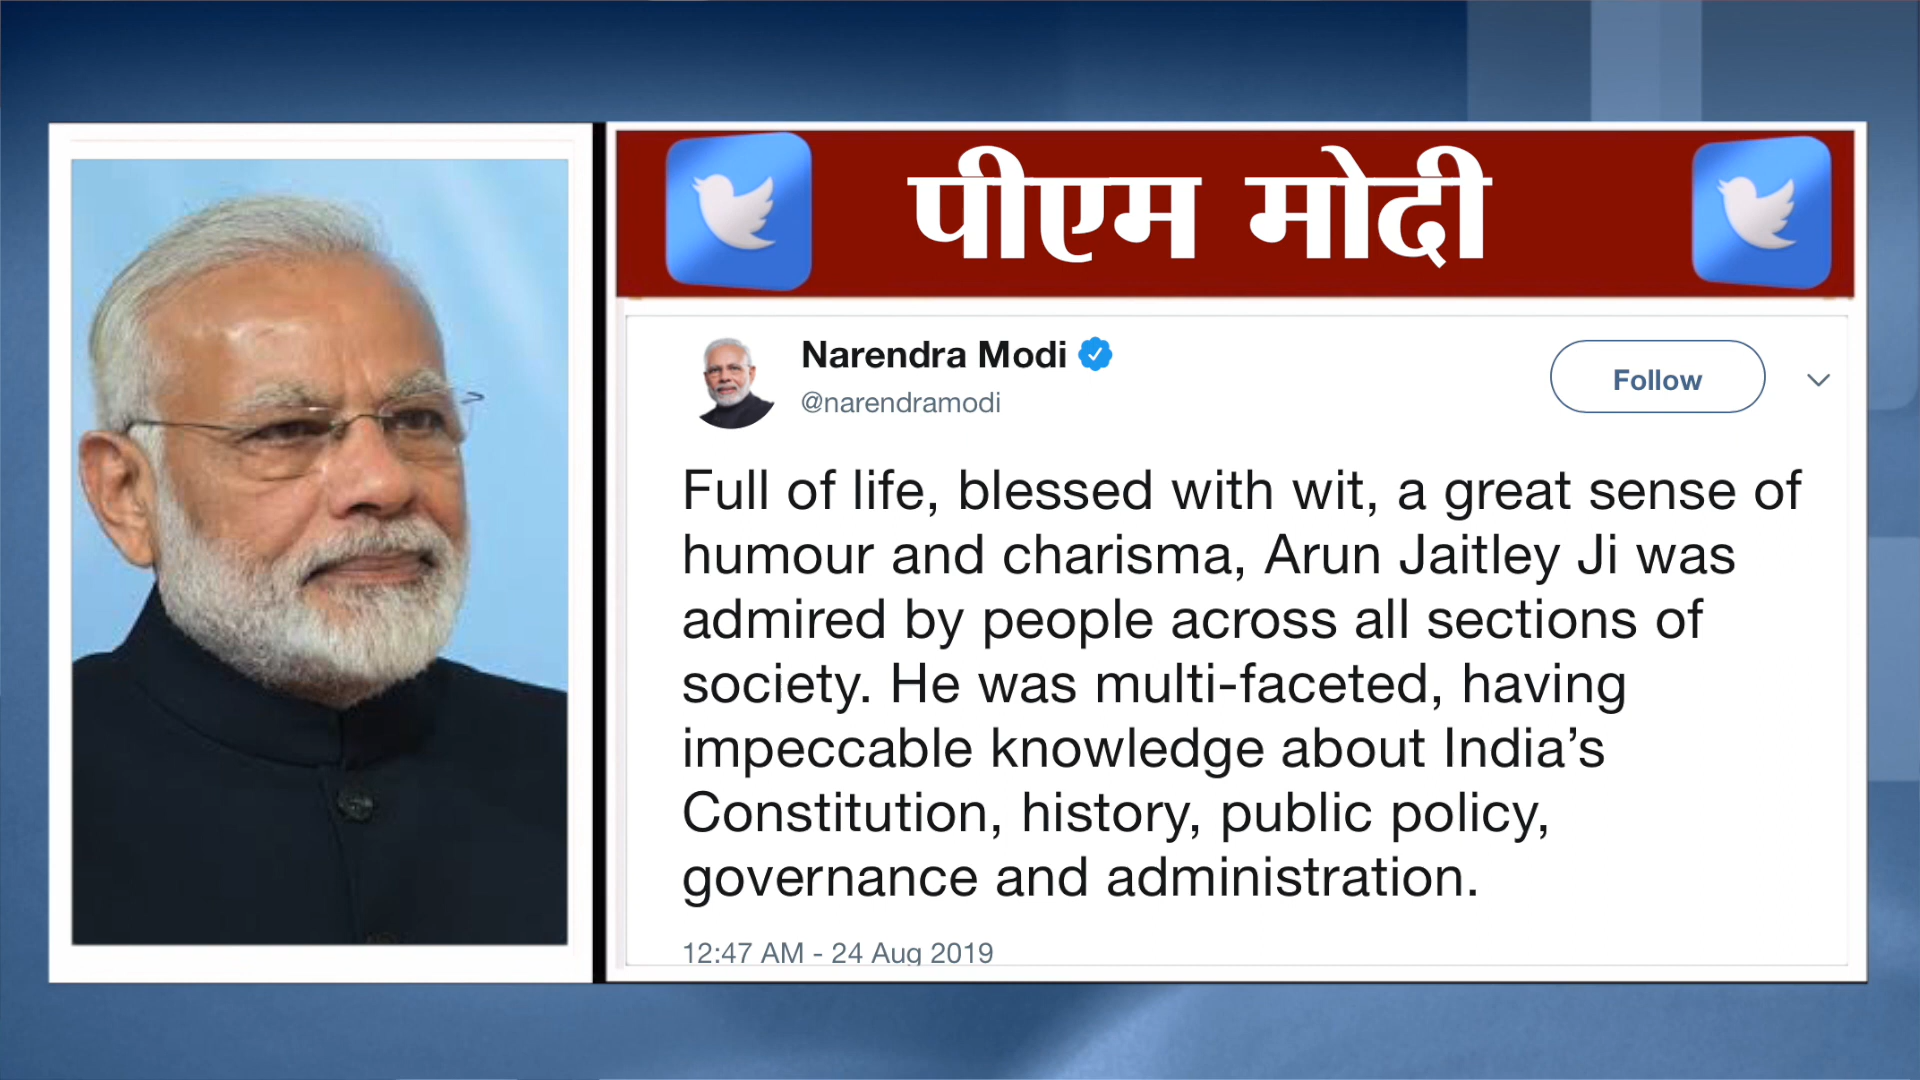 पीएम मोदी
Narendra Modi
@narendramodi
Follow
Full of life, blessed with wit, a great sense of
humour and charisma, Arun Jaitley Ji was
admired by people across all sections of
society. He was multi-faceted, having
impeccable knowledge about India’s
Constitution, history, public policy,
governance and administration.
12:47 AM - 24 Aug 2019